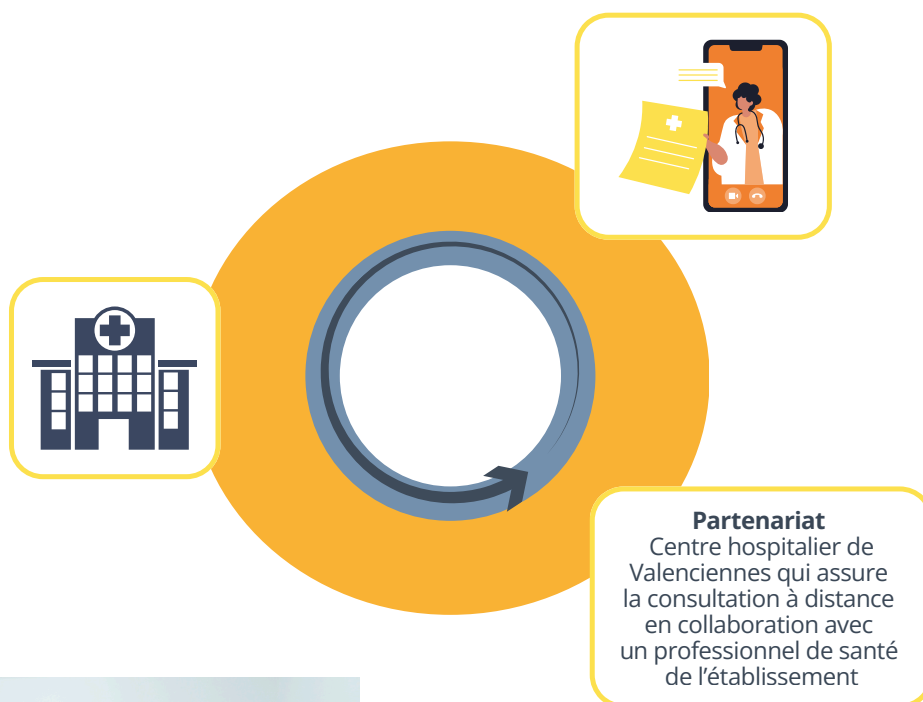 Partenariat
Centre hospitalier de
Valenciennes qui assure
la consultation à distance
en collaboration avec
un professionnel de santé
de l’établissement